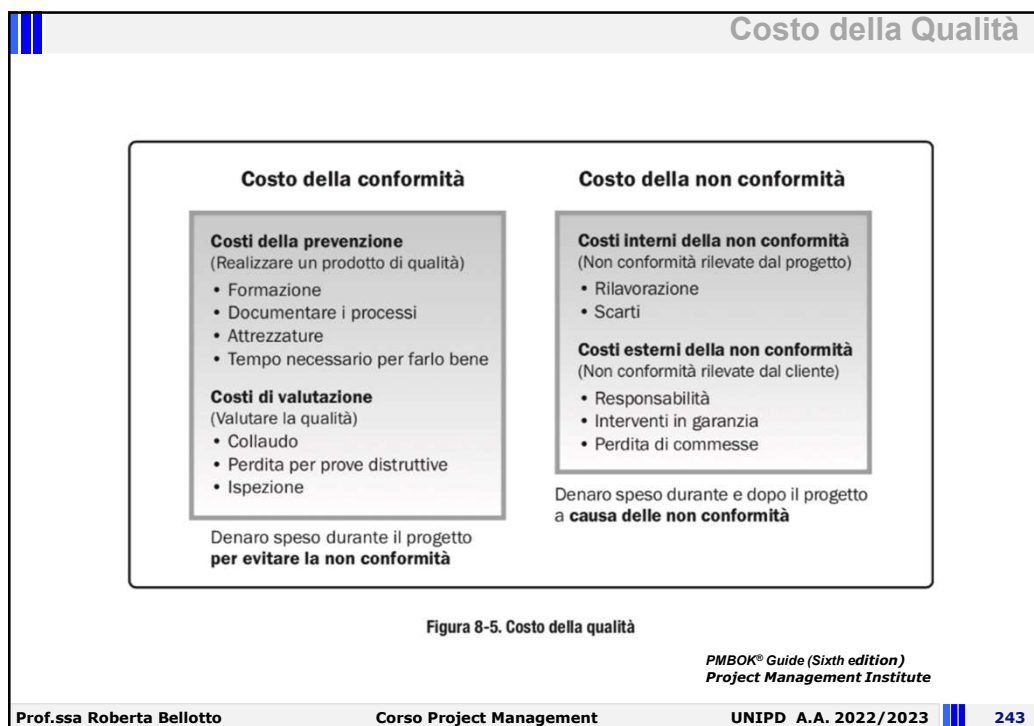 Costo della Qualità
Costo della conformità
Costi della prevenzione
(Realizzare un prodotto di qualità)
• Formazione
• Documentare i processi
• Attrezzature
• Tempo necessario per farlo bene
Costi di valutazione
(Valutare la qualità)
• Collaudo
• Perdita per prove distruttive
• Ispezione
Denaro speso durante il progetto
per evitare la non conformità
Costo della non conformità
Costi interni della non conformità
(Non conformità rilevate dal progetto)
• Rilavorazione
• Scarti
Costi esterni della non conformità
(Non conformità rilevate dal cliente)
• Responsabilità
• Interventi in garanzia
• Perdita di commesse
Denaro speso durante e dopo il progetto
a causa delle non conformità
Figura 8-5. Costo della qualità
PMBOK® Guide (Sixth edition)
Project Management Institute
Prof.ssa Roberta Bellotto Corso Project Management UNIPD A.A. 2022/2023 243